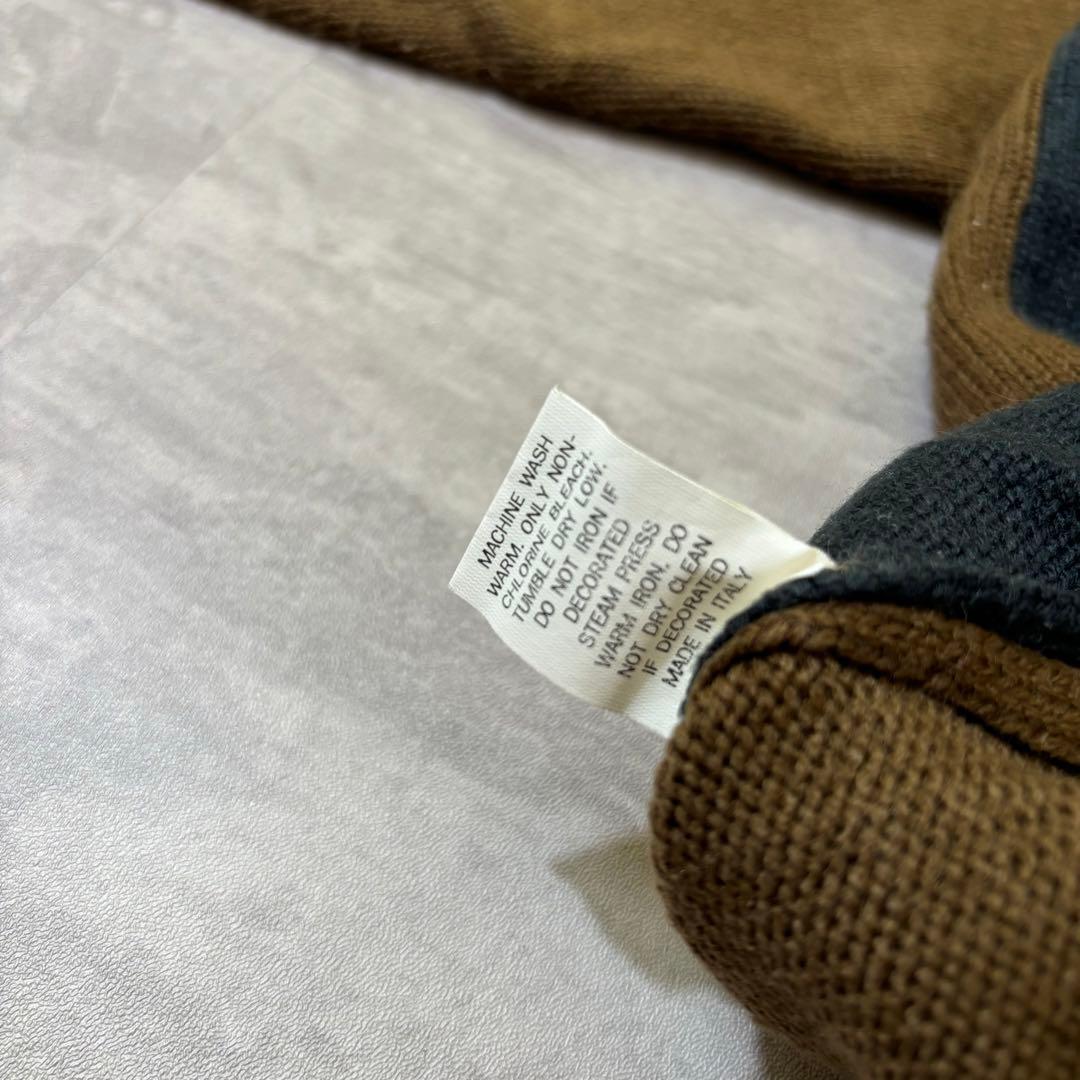 MACHINE WASH
WARM. ONLY NON-
CHLORINE BLEACH.
TUMBLE DRY LOW.
DO NOT IRON IF
DECORATED
STEAM PRESS
WARM IRON. DO
NOT DRY CLEAN
IF DECORATED
MADE IN ITALY